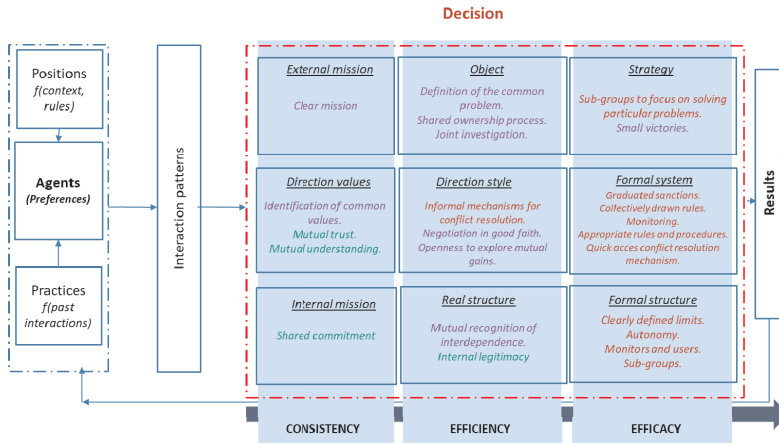 Decision
Positions
f(context,
rules)
Agents
(Preferences)
Practices
f(past
interactions)
Interaction patterns
External mission
Clear mission
Object
Definition of the common
problem.
Shared ownership process.
Joint investigation.
Strategy
Sub-groups to focus on solving
particular problems.
Small victories.
Direction values
Identification of common
values.
Mutual trust.
Mutual understanding.
Direction style
Informal mechanisms for
conflict resolution.
Negotiation in good faith.
Openness to explore mutual
gains.
Formal system
Graduated sanctions.
Collectively drawn rules.
Monitoring.
Appropriate rules and procedures.
Quick acces conflict resolution
mechanism.
Internal mission
Shared commitment
Real structure
Mutual recognition of
interdependence.
Internal legitimacy
Formal structure
Clearly defined limits.
Autonomy.
Monitors and users.
Sub-groups.
Results
CONSISTENCY
EFFICIENCY
EFFICACY